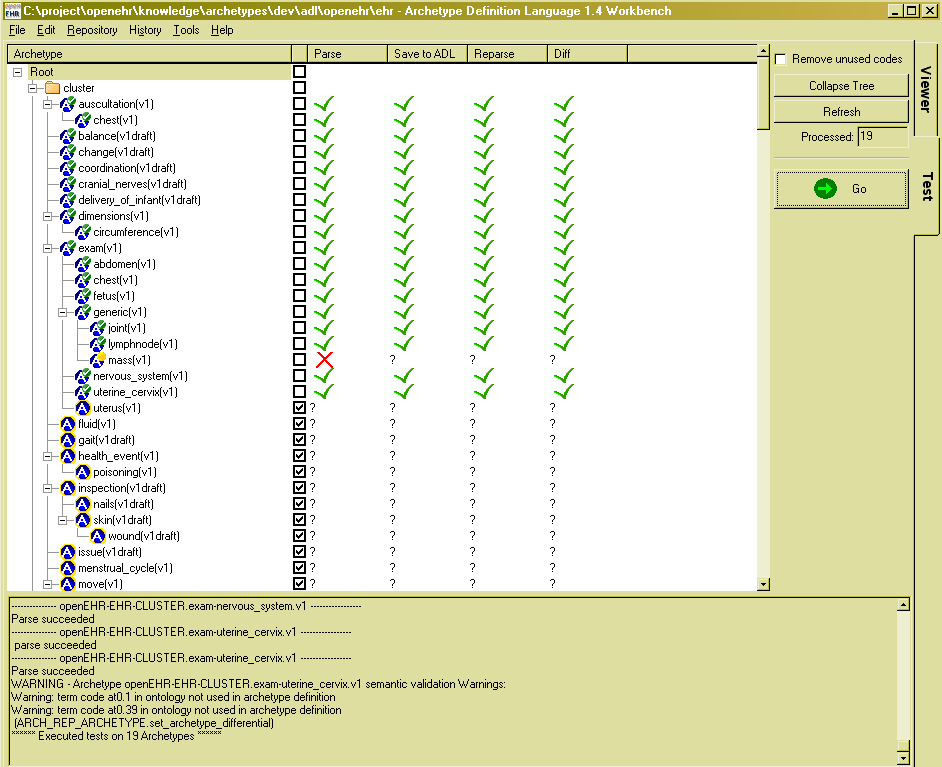 C:\project\openehr\knowledge\archetypes\dev\adl\openehr\ehr - Archetype Definition Language 1.4 Workbench
File Edit Repository History Tools Help
Archetype Parse Save to ADL Reparse Diff
Root
cluster
auscultation(v1)
chest(v1)
balance(v1draft)
change(v1draft)
coordination(v1draft)
cranial_nerves(v1draft)
delivery_of_infant(v1draft)
dimensions(v1)
circumference(v1)
exam(v1)
abdomen(v1)
chest(v1)
fetus(v1)
generic(v1)
joint(v1)
lymphnode(v1)
mass(v1) ? ? ?
nervous_system(v1)
uterine_cervix(v1)
uterus(v1) ? ? ? ?
fluid(v1) ? ? ? ?
gait(v1draft) ? ? ? ?
health_event(v1) ? ? ? ?
poisoning(v1) ? ? ? ?
inspection(v1draft) ? ? ? ?
nails(v1draft) ? ? ? ?
skin(v1draft) ? ? ? ?
wound(v1draft) ? ? ? ?
issue(v1draft) ? ? ? ?
menstrual_cycle(v1) ? ? ? ?
move(v1) ? ? ? ?
Remove unused codes
Collapse Tree
Refresh
Processed: 19
Go
Viewer
Test
-------------- openEHR-EHR-CLUSTER.exam-nervous_system.v1 ----------------
Parse succeeded
-------------- openEHR-EHR-CLUSTER.exam-uterine_cervix.v1 ----------------
parse succeeded
-------------- openEHR-EHR-CLUSTER.exam-uterine_cervix.v1 ----------------
Parse succeeded
WARNING - Archetype openEHR-EHR-CLUSTER.exam-uterine_cervix.v1 semantic validation Warnings:
Warning: term code at0.1 in ontology not used in archetype definition
Warning: term code at0.39 in ontology not used in archetype definition
(ARCH_REP_ARCHETYPE.set_archetype_differential)
****** Executed tests on 19 Archetypes ******